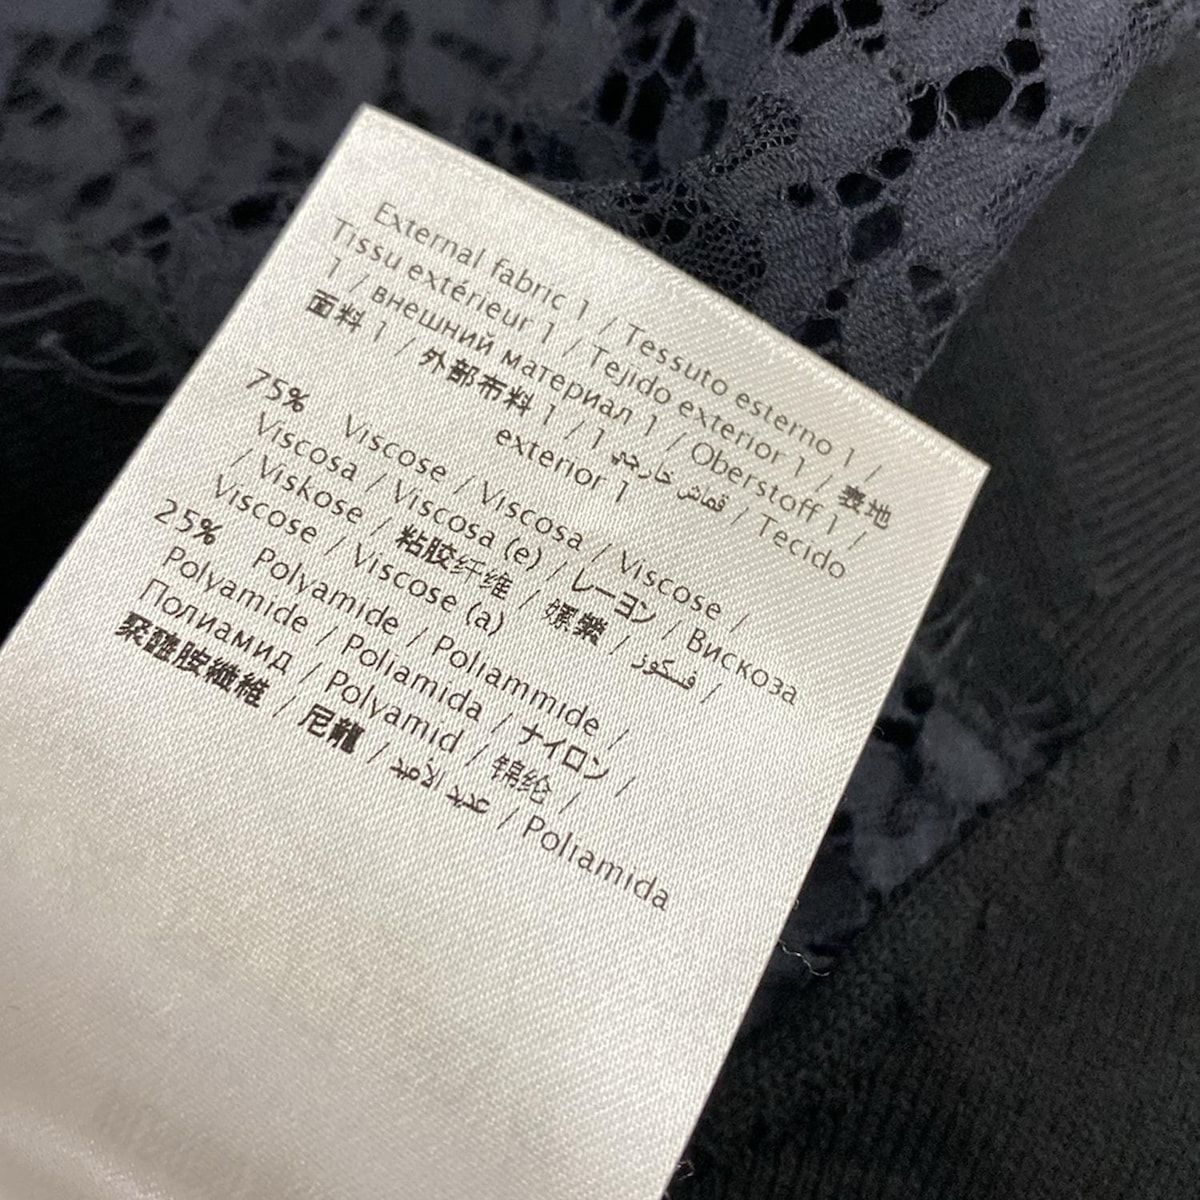 External fabric 1 / Tessuto esterno 1 /
Tissu extérieur 1 / Tejido exterior 1 / 表地
1 / внешний материал 1 / Oberstoff 1 /
面料 1 / 外部布料 1 / قماش خارجي 1 / Tecido
exterior 1
75% Viscose / Viscosa / Viscose /
Viscosa / Viscosa (e) / レーヨン / Вискоза
/ Viskose / 粘胶纤维 / 嫘縈 / فسكوز /
Viscose / Viscose (a)
25% Polyamide / Poliammide /
Polyamide / Poliamida / ナイロン /
Полиамид / Polyamid / 锦纶 /
聚醯胺纖維 / 尼龍 / / Poliamida